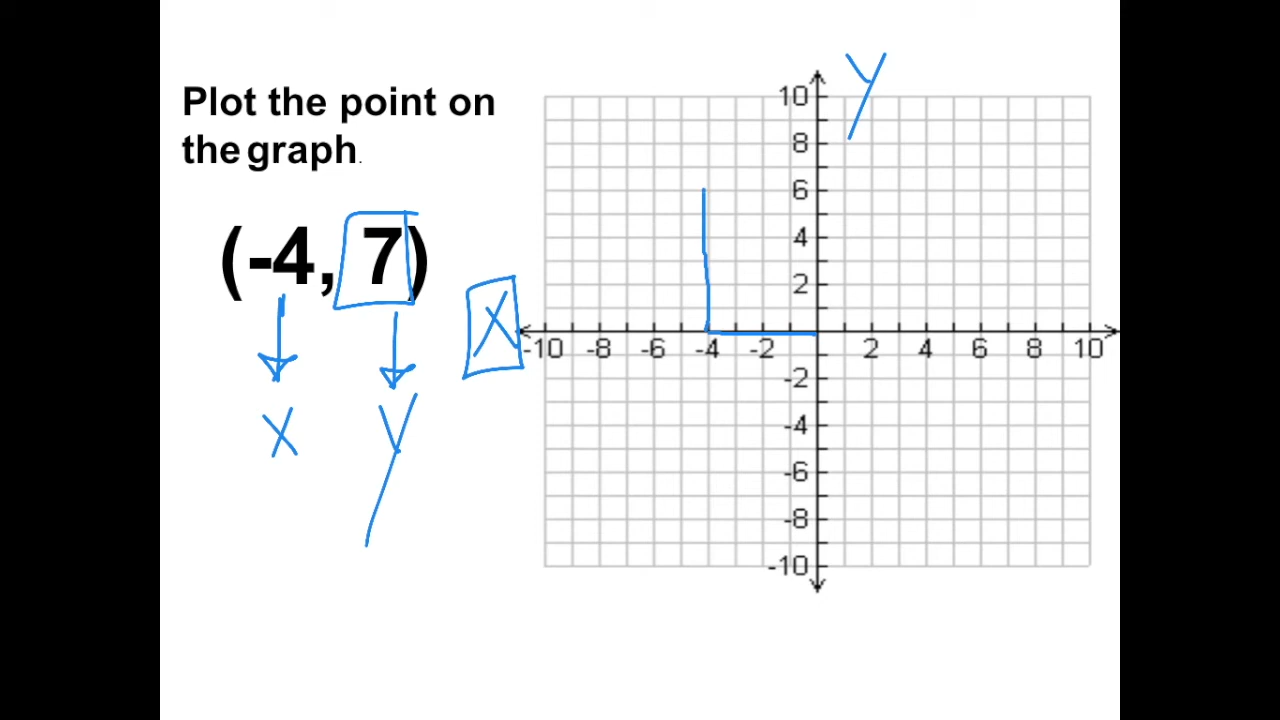 Plot the point on
the graph.
(-4, 7)
X
y
X
y
10
8
6
4
2
-10 -8 -6 -4 -2 2 4 6 8 10
-2
-4
-6
-8
-10